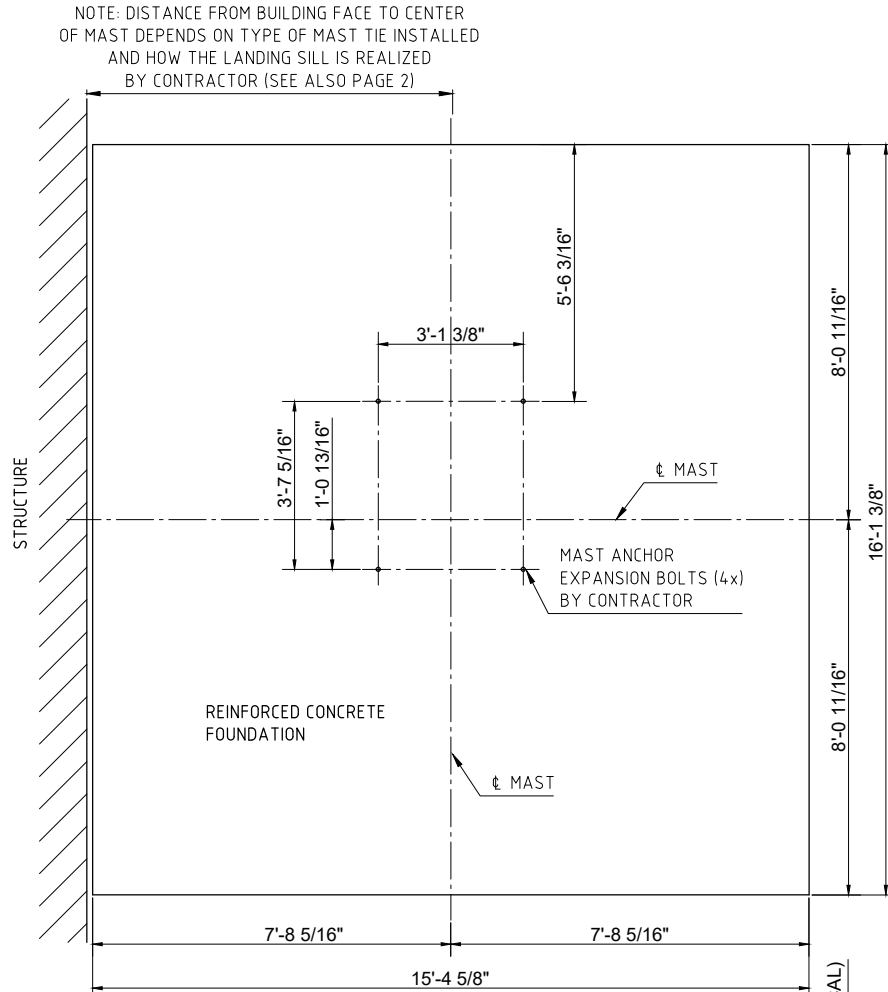 NOTE: DISTANCE FROM BUILDING FACE TO CENTER
OF MAST DEPENDS ON TYPE OF MAST TIE INSTALLED
AND HOW THE LANDING SILL IS REALIZED
BY CONTRACTOR (SEE ALSO PAGE 2)
5'-6 3/16"
8'-0 11/16"
3'-1 3/8"
3'-7 5/16"
1'-0 13/16"
STRUCTURE
℄ MAST
16'-1 3/8"
MAST ANCHOR
EXPANSION BOLTS (4x)
BY CONTRACTOR
8'-0 11/16"
REINFORCED CONCRETE
FOUNDATION
℄ MAST
7'-8 5/16"
7'-8 5/16"
15'-4 5/8"